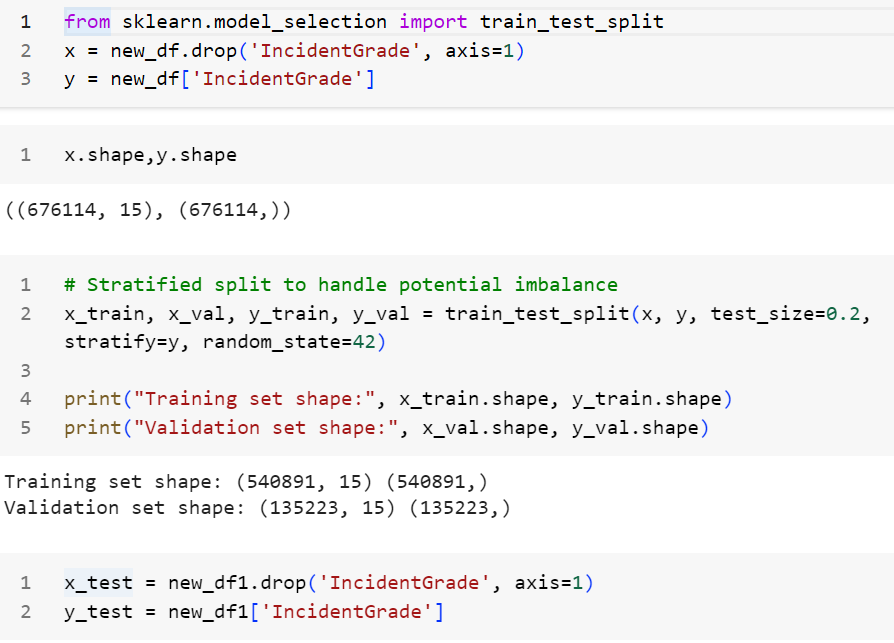 1 from sklearn.model_selection import train_test_split
2 x = new_df.drop('IncidentGrade', axis=1)
3 y = new_df['IncidentGrade']
1 x.shape,y.shape
((676114, 15), (676114,))
1 # Stratified split to handle potential imbalance
2 x_train, x_val, y_train, y_val = train_test_split(x, y, test_size=0.2,
stratify=y, random_state=42)
3
4 print("Training set shape:", x_train.shape, y_train.shape)
5 print("Validation set shape:", x_val.shape, y_val.shape)
Training set shape: (540891, 15) (540891,)
Validation set shape: (135223, 15) (135223,)
1 x_test = new_df1.drop('IncidentGrade', axis=1)
2 y_test = new_df1['IncidentGrade']